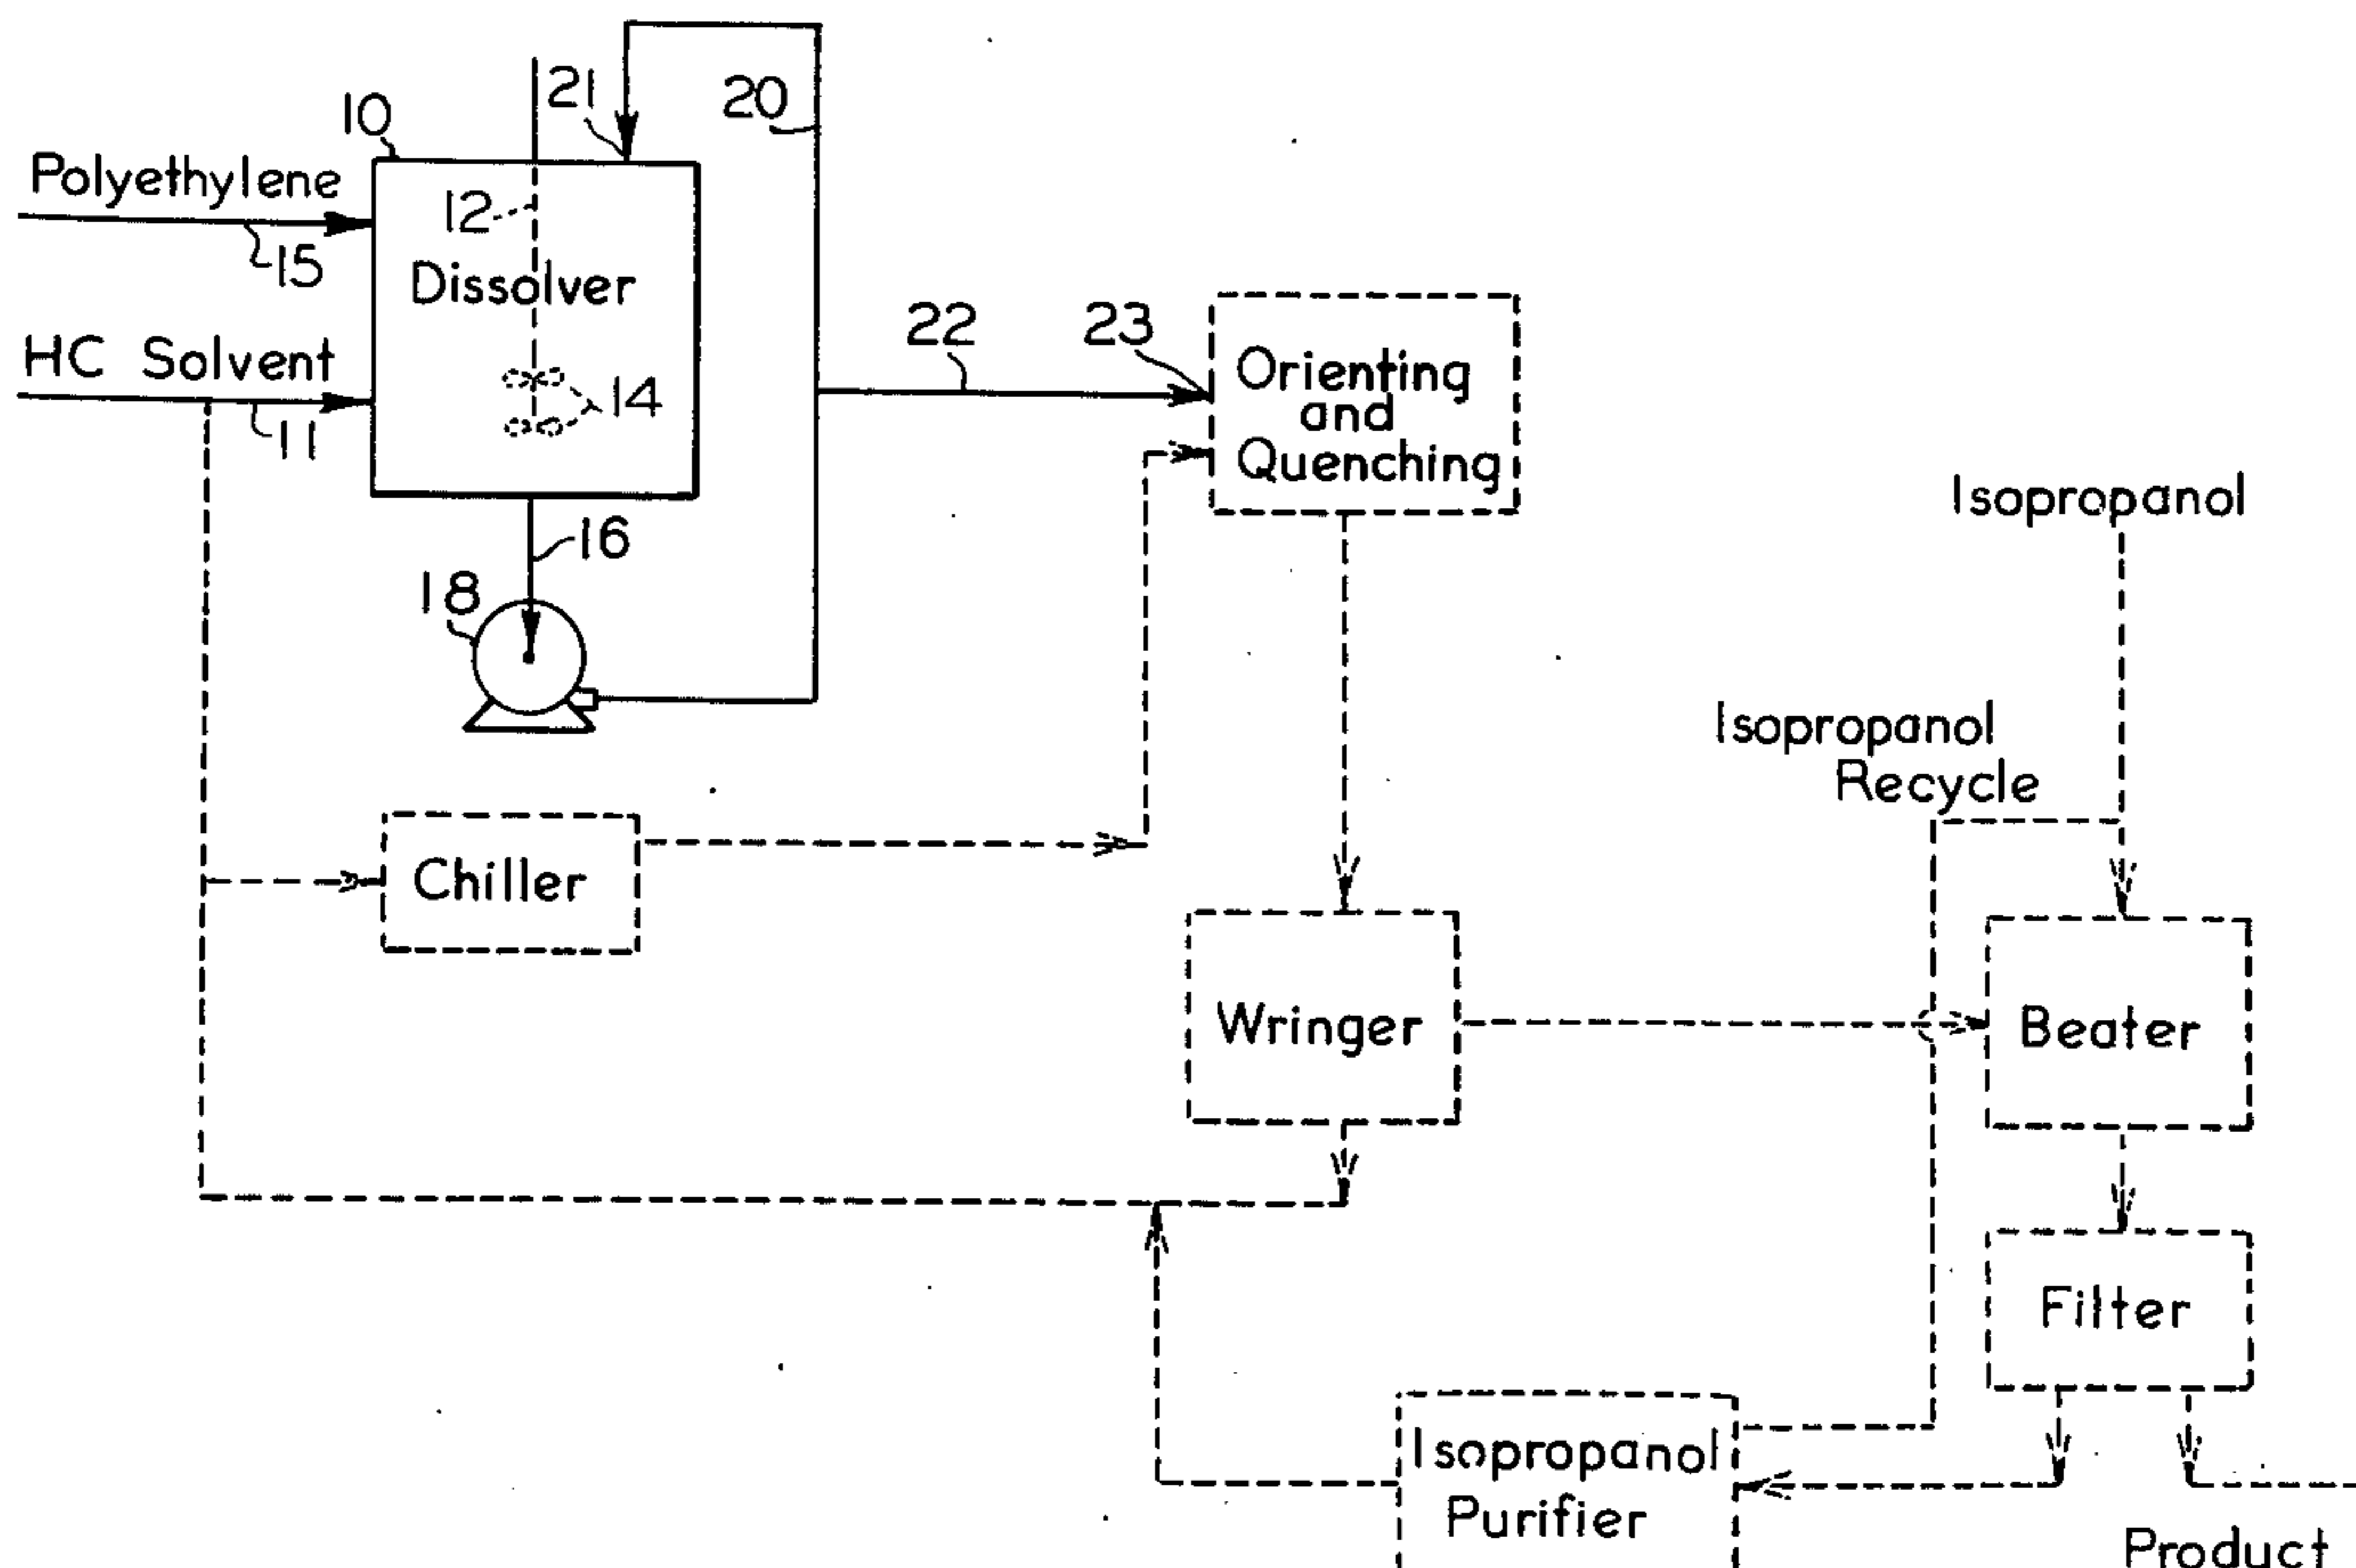 21
20
10
Polyethylene
12
15
Dissolver
22
23
HC Solvent
14
11
Orienting
and
Quenching
Isopropanol
16
18
Isopropanol
Recycle
Chiller
Wringer
Beater
Filter
Isopropanol
Purifier
Product